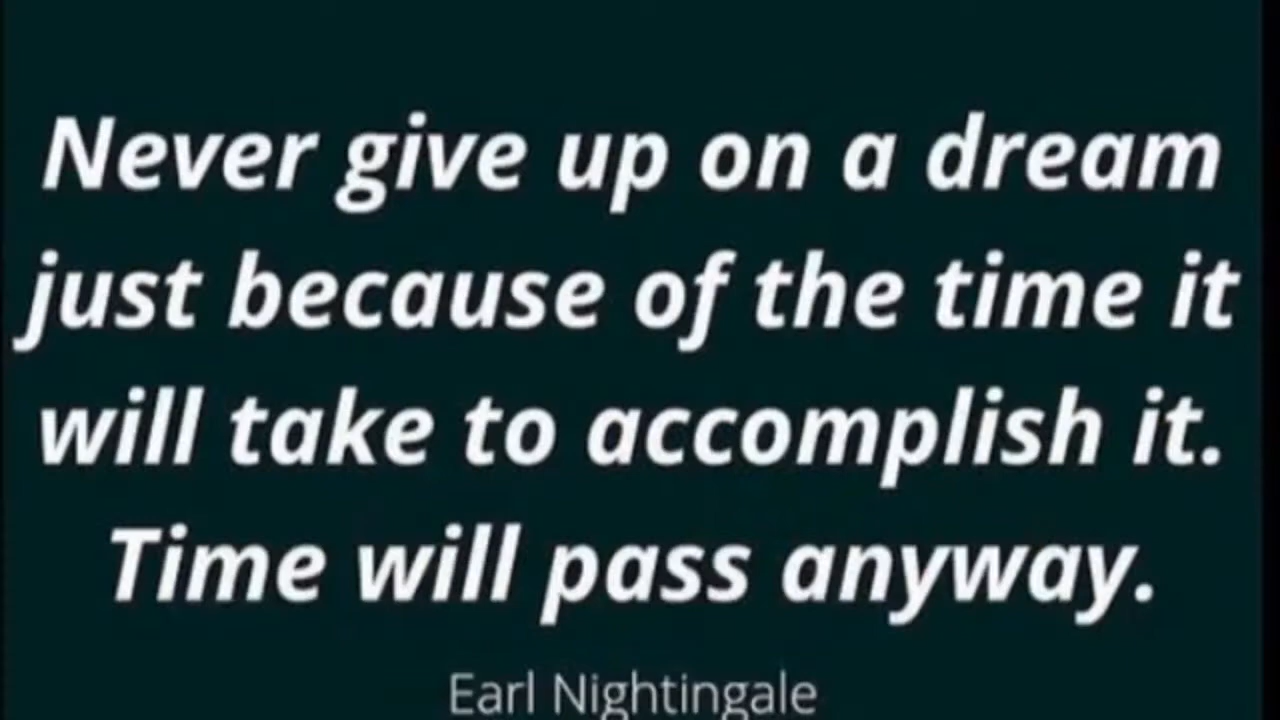 Never give up on a dream
just because of the time it
will take to accomplish it.
Time will pass anyway.
Earl Nightingale